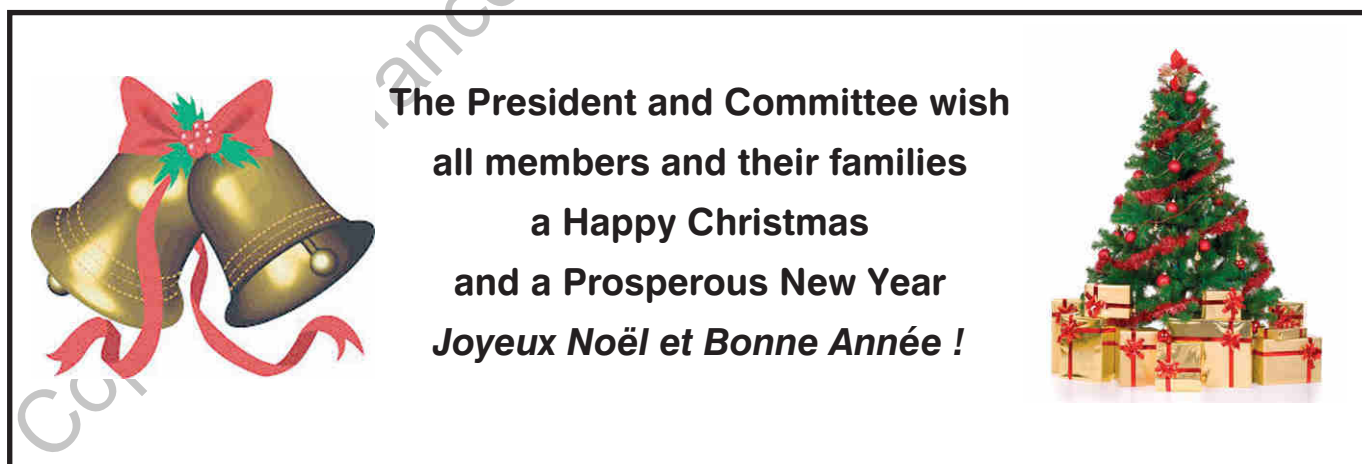 The President and Committee wish
all members and their families
a Happy Christmas
and a Prosperous New Year
Joyeux Noël et Bonne Année !